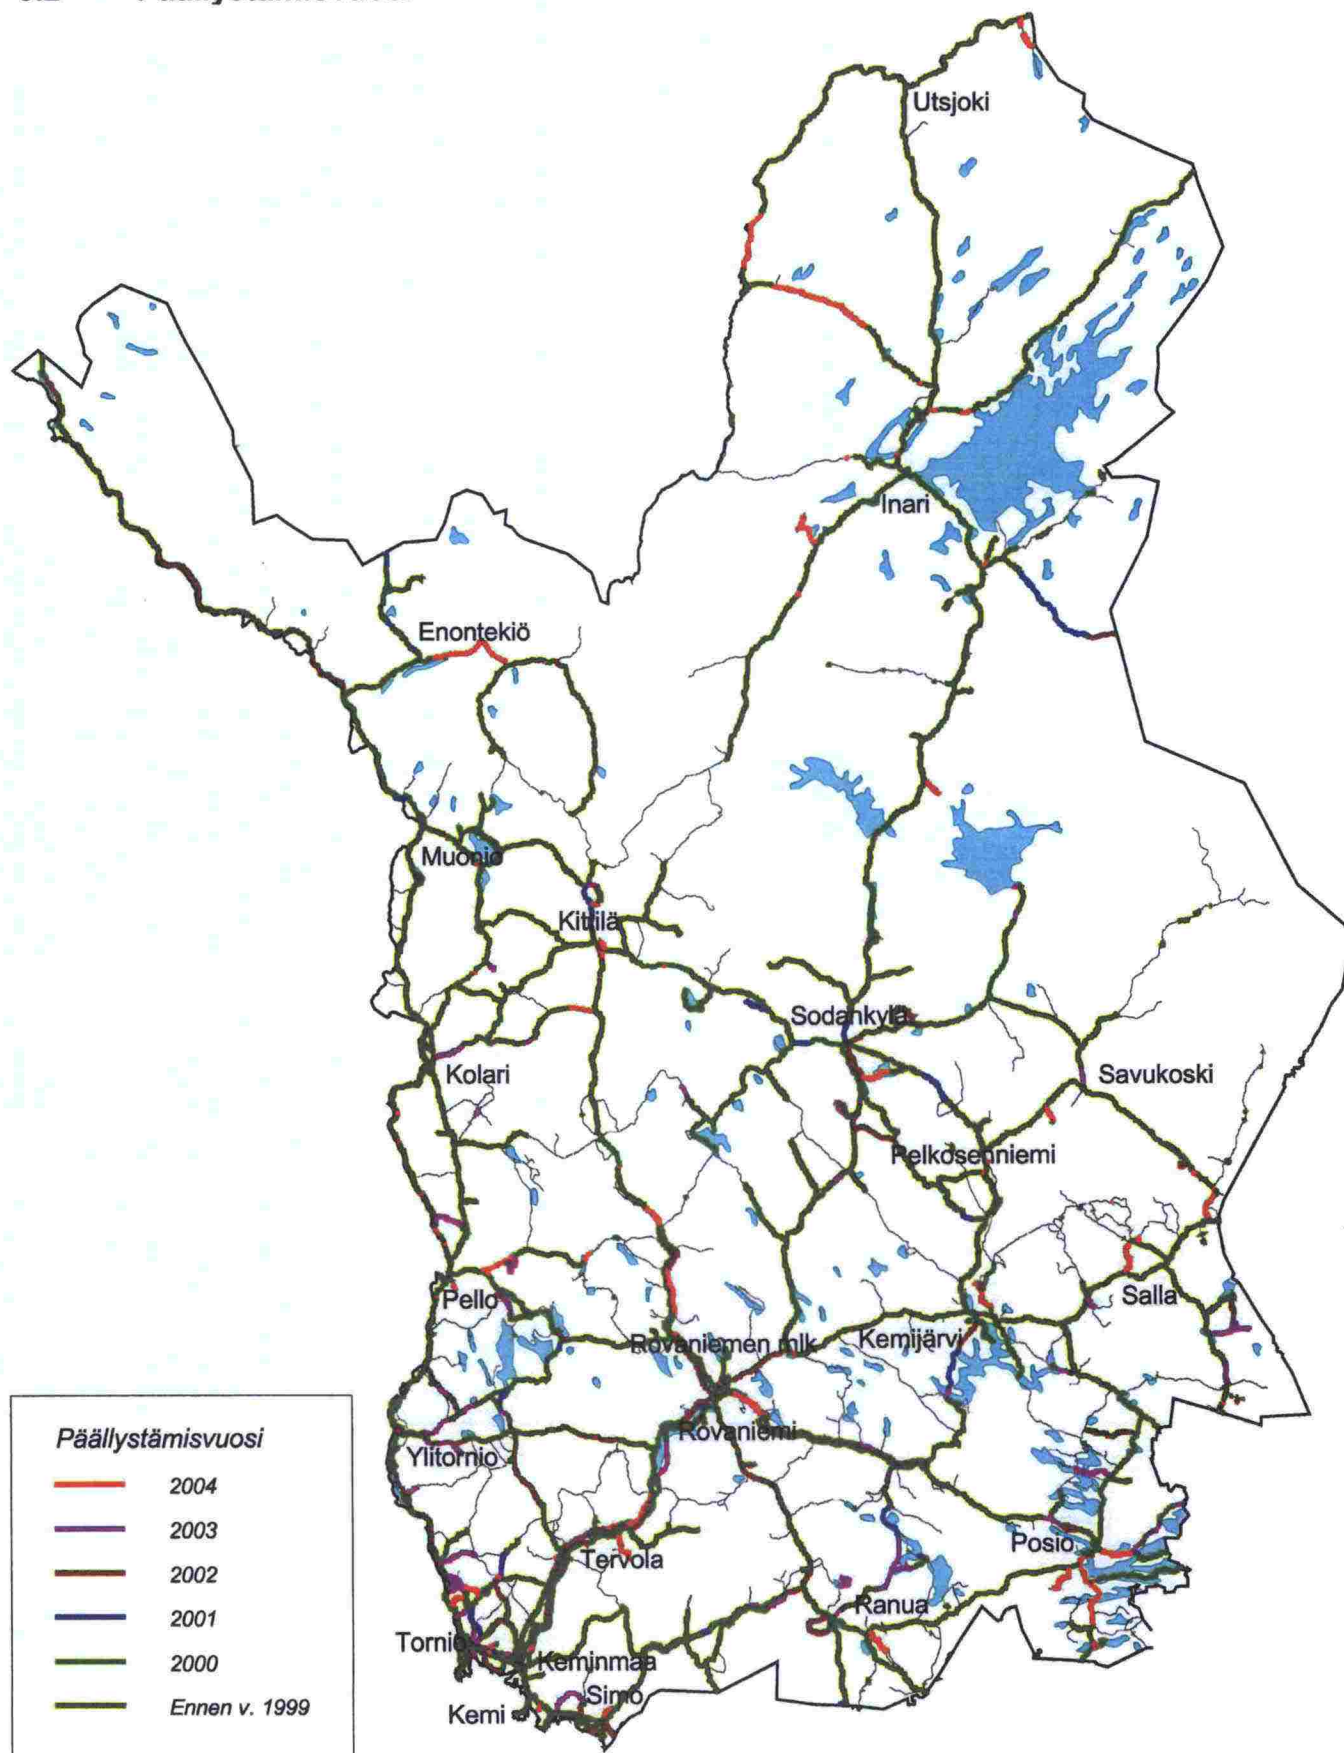 Utsjoki
Inari
Enontekiö
Muonio
Kittilä
Sodankylä
Kolari
Savukoski
Pelkosenniemi
Pello
Salla
Rovaniemen mlk
Kemijärvi
Rovaniemi
Ylitornio
Posio
Tervola
Ranua
Tornio
Keminmaa
Simo
Kemi
Päällystämisvuosi
2004
2003
2002
2001
2000
Ennen v. 1999